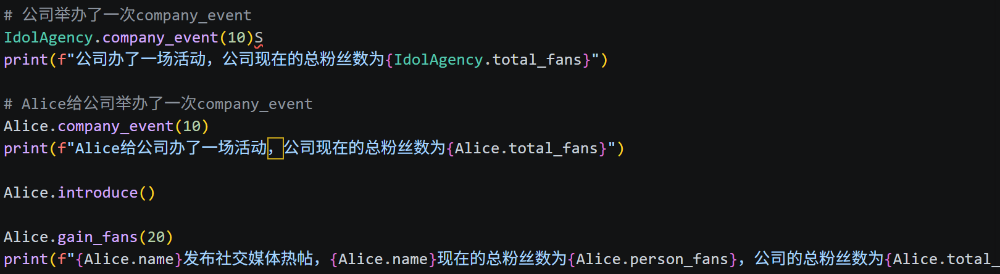 # 公司举办了一次company_event
IdolAgency.company_event(10)S
print(f"公司办了一场活动，公司现在的总粉丝数为{IdolAgency.total_fans}")
# Alice给公司举办了一次company_event
Alice.company_event(10)
print(f"Alice给公司办了一场活动，公司现在的总粉丝数为{Alice.total_fans}")
Alice.introduce()
Alice.gain_fans(20)
print(f"{Alice.name}发布社交媒体热帖，{Alice.name}现在的总粉丝数为{Alice.person_fans}，公司的总粉丝数为{Alice.total_